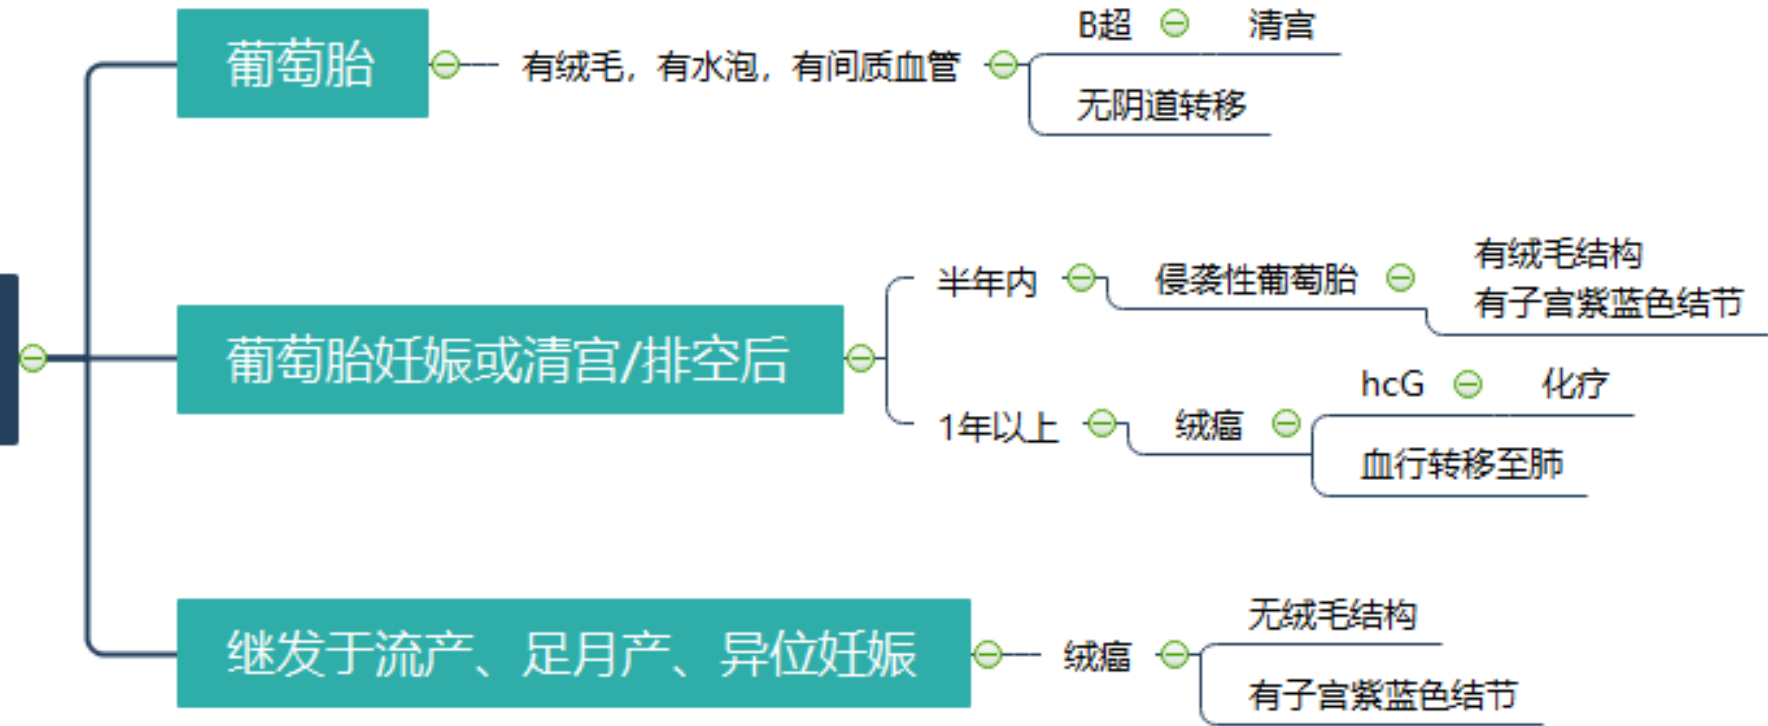 葡萄胎
有绒毛，有水泡，有间质血管
B超
清宫
无阴道转移
葡萄胎妊娠或清宫/排空后
半年内
侵袭性葡萄胎
有绒毛结构
有子宫紫蓝色结节
1年以上
绒癌
hcG
化疗
血行转移至肺
继发于流产、足月产、异位妊娠
绒癌
无绒毛结构
有子宫紫蓝色结节